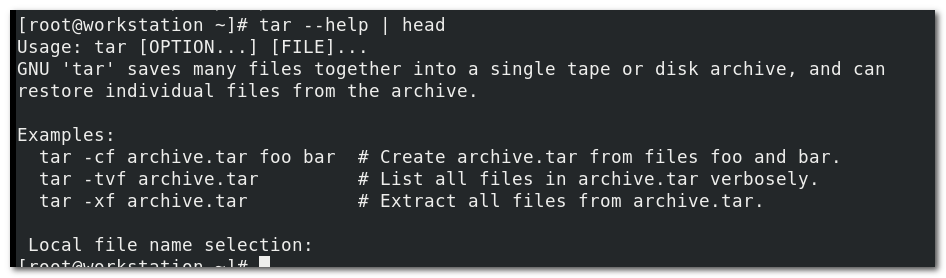 [root@workstation ~]# tar --help | head
Usage: tar [OPTION...] [FILE]...
GNU 'tar' saves many files together into a single tape or disk archive, and can
restore individual files from the archive.
Examples:
  tar -cf archive.tar foo bar  # Create archive.tar from files foo and bar.
  tar -tvf archive.tar         # List all files in archive.tar verbosely.
  tar -xf archive.tar          # Extract all files from archive.tar.
 Local file name selection:
[root@workstation ~]#